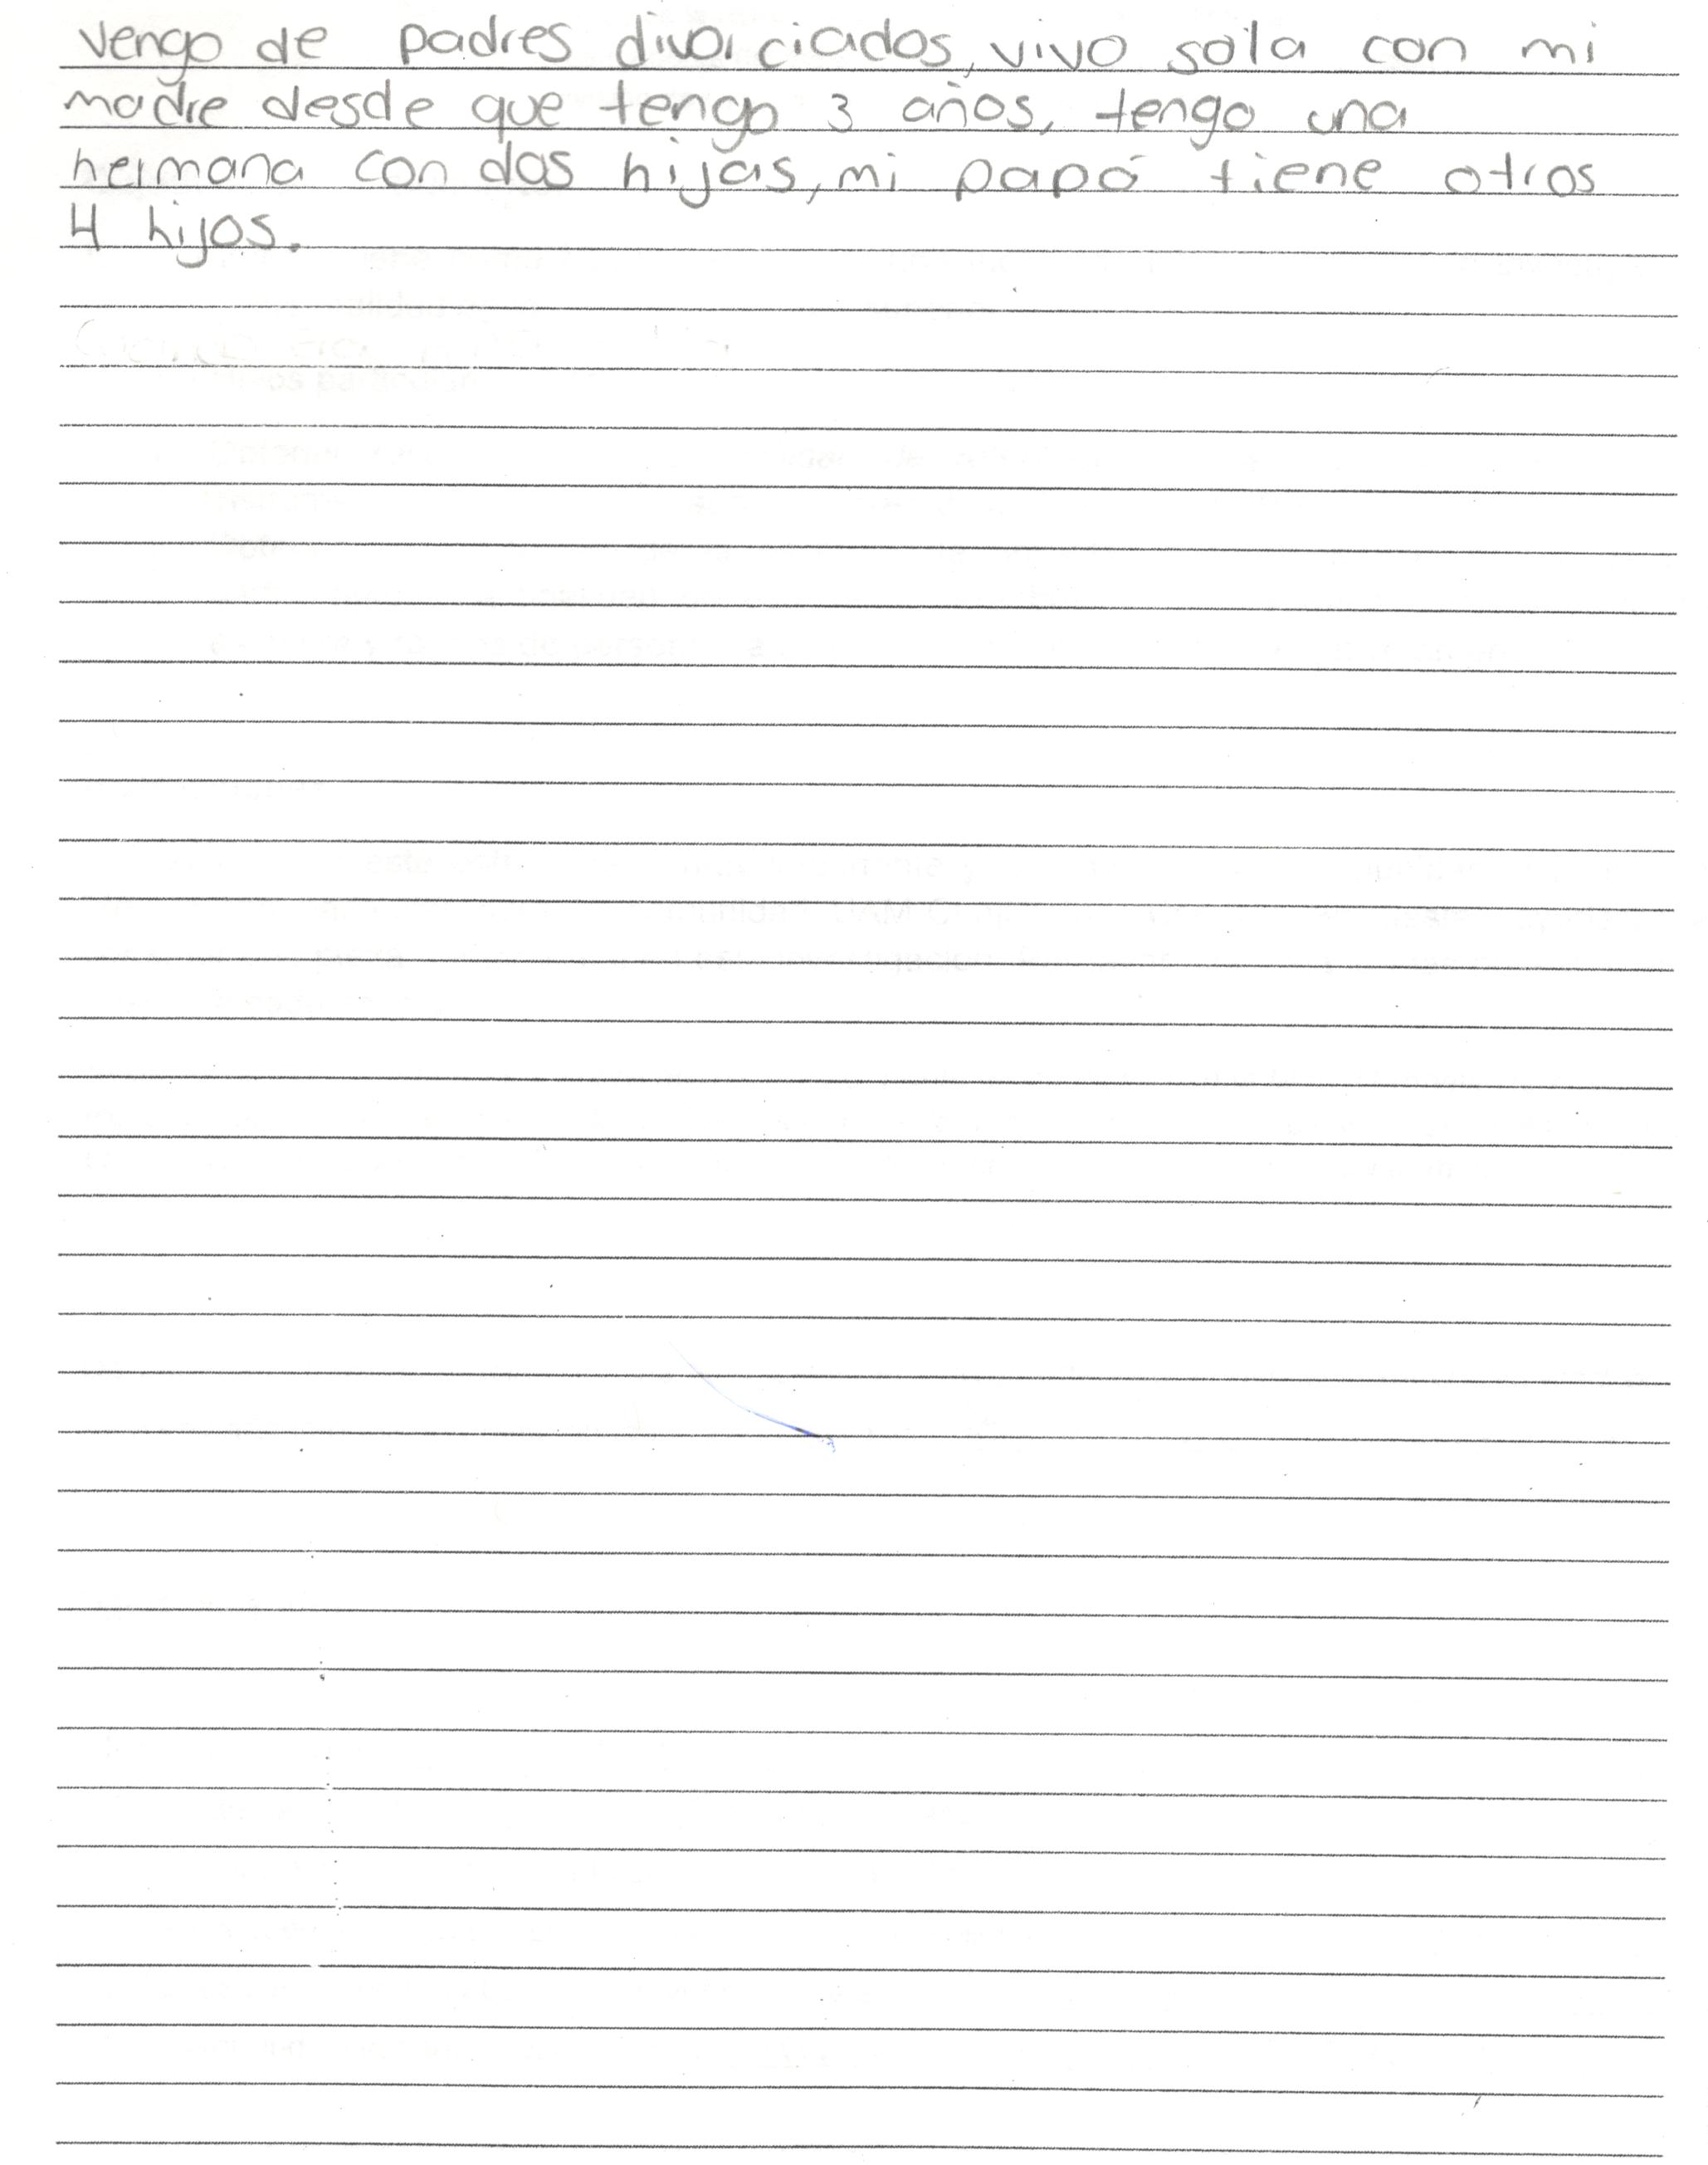 Vengo de padres divorciados, vivo sola con mi
madre desde que tengo 3 años, tengo una
hermana con dos hijas, mi papá tiene otros
4 hijos.